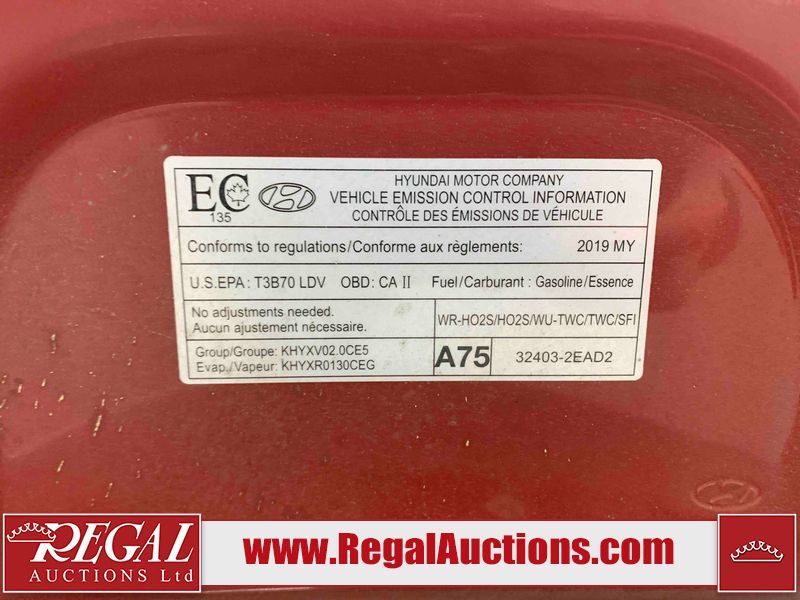 EC
135
HYUNDAI MOTOR COMPANY
VEHICLE EMISSION CONTROL INFORMATION
CONTRÔLE DES ÉMISSIONS DE VÉHICULE
Conforms to regulations/Conforme aux règlements: 2019 MY
U.S.EPA : T3B70 LDV OBD: CA II Fuel/Carburant : Gasoline/Essence
No adjustments needed.
Aucun ajustement nécessaire.
WR-HO2S/HO2S/WU-TWC/TWC/SFI
Group/Groupe: KHYXV02.0CE5
Evap./Vapeur: KHYXR0130CEG
A75
32403-2EAD2
REGAL
AUCTIONS Ltd
www.RegalAuctions.com